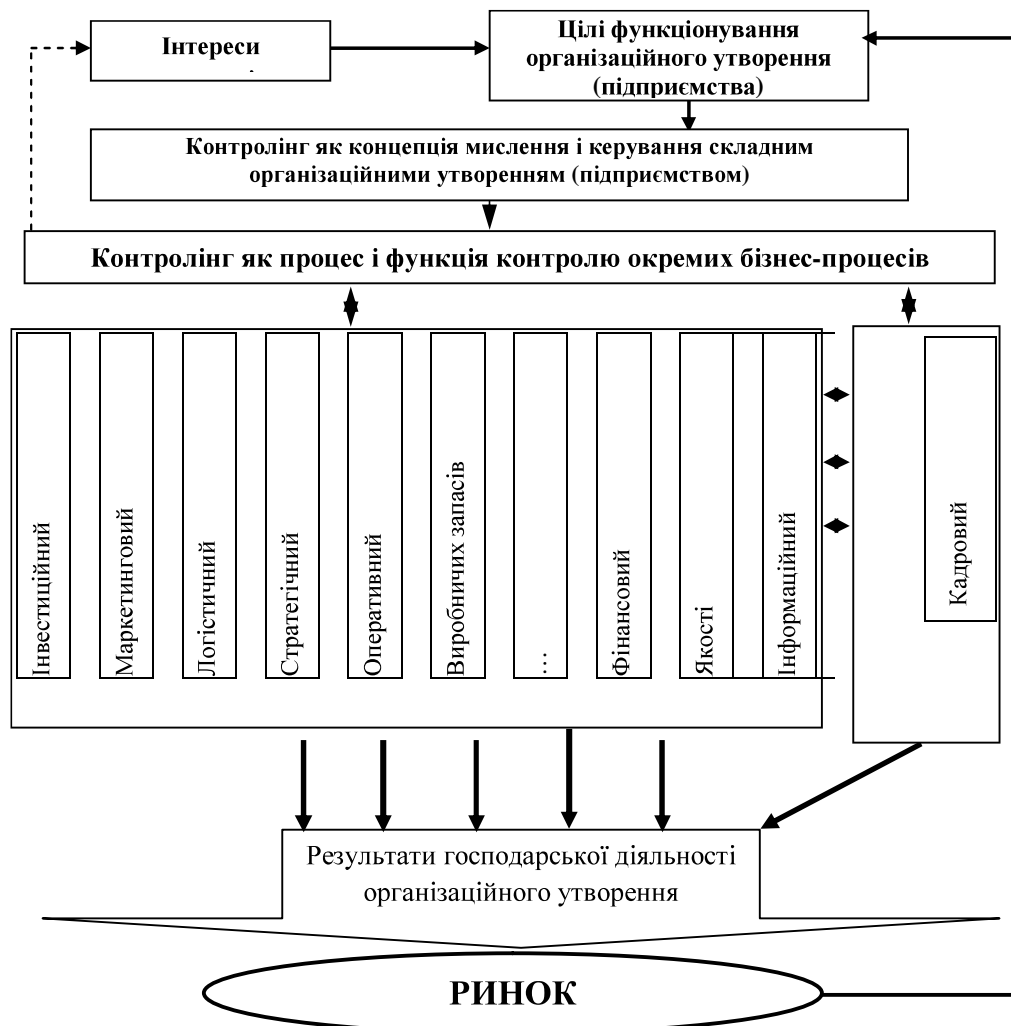 Інтереси
Цілі функціонування
організаційного утворення
(підприємства)
Контролінг як концепція мислення і керування складним
організаційними утворенням (підприємством)
Контролінг як процес і функція контролю окремих бізнес-процесів
Інвестиційний
Маркетинговий
Логістичний
Стратегічний
Оперативний
Виробничих запасів
…
Фінансовий
Якості
Інформаційний
Кадровий
Результати господарської діяльності
організаційного утворення
РИНОК